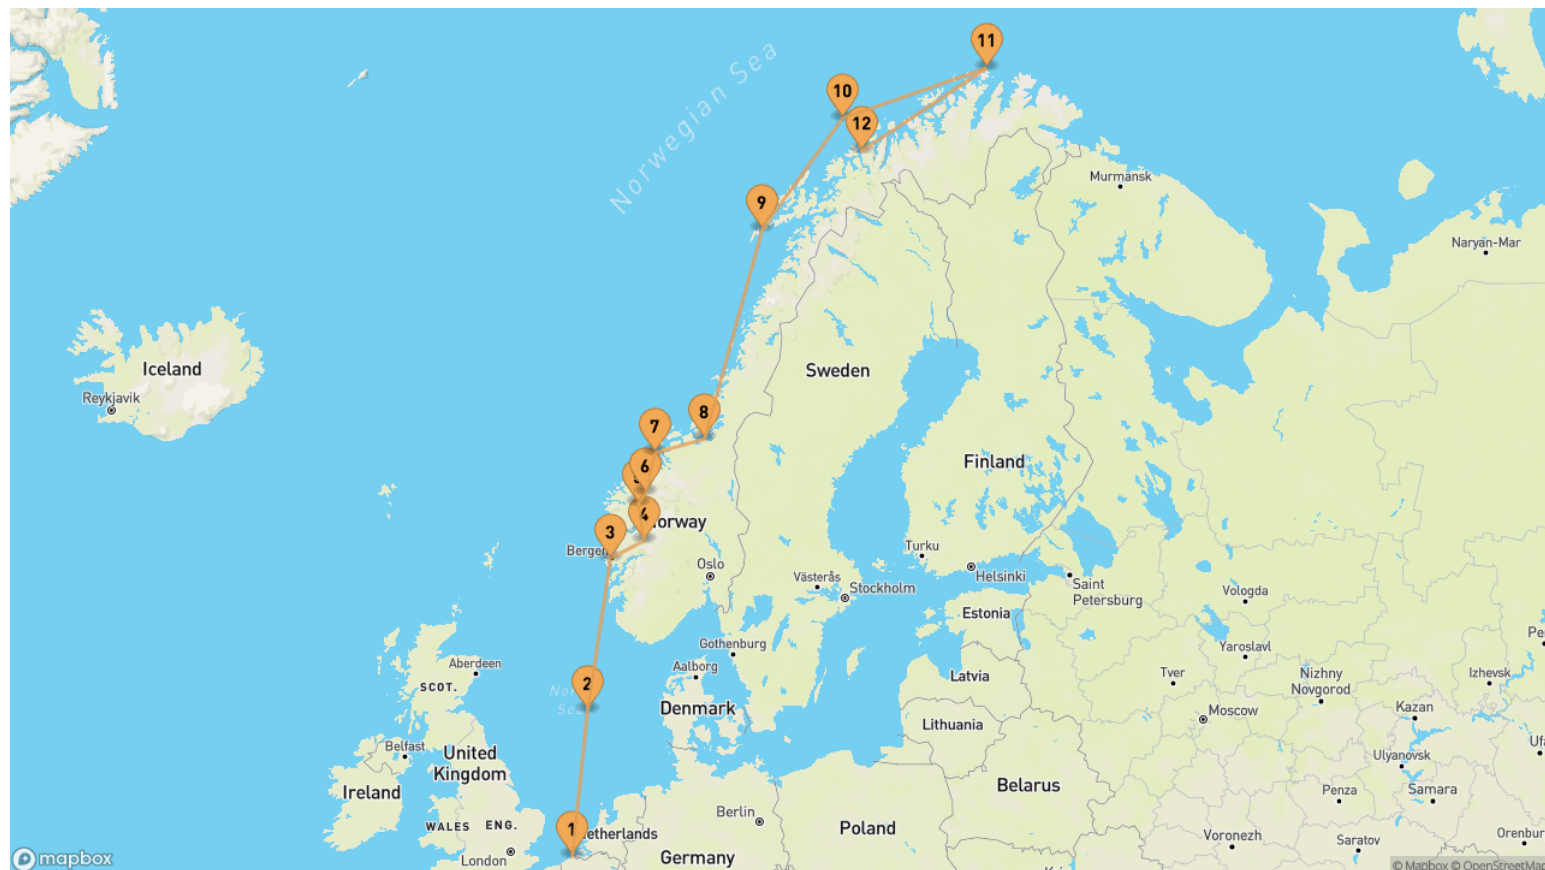 11
10
12
Norwegian Sea
Murmansk
9
Naryan-Mar
Iceland
Reykjavik
Sweden
8
7
6
5
Finland
4
Norway
3
Bergen
Oslo
Turku
Helsinki
Västerås
Stockholm
Saint
Petersburg
Vologda
Estonia
Gothenburg
Yaroslavl
Aberdeen
Aalborg
SCOT.
Latvia
Tver
Nizhny
Novgorod
Izhevsk
2
Denmark
Lithuania
Moscow
Kazan
Belfast
United
Kingdom
Ulyanovsk
Ireland
Belarus
Penza
Samara
WALES ENG.
1
Netherlands
Berlin
Poland
Voronezh
Saratov
London
Germany
mapbox
© Mapbox © OpenStreetMap